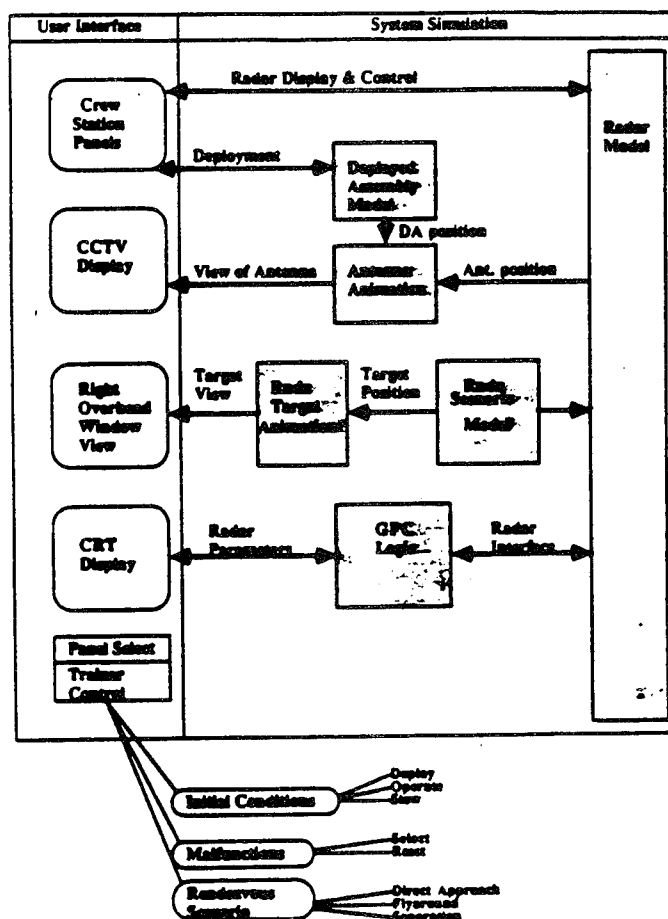 User Interface
System Simulation
Radar Display & Control
Crew
Station
Panels
Radar
Model
Deployment
Deployed
Assembly
Model
DA position
CCTV
Display
View of Antenna
Antenna
Animation
Ant. position
Right
Overhead
Window
View
Target
View
Radar
Target
Animation
Target
Position
Radar
Scenario
Model
CRT
Display
Radar
Parameters
GPC
Logic
Radar
Interface
Panel Select
Trainer
Control
Initial Conditions
Deploy
Operate
Stow
Malfunctions
Select
Reset
Rendezvous
Scenario
Direct Approach
Flyaround
Separation